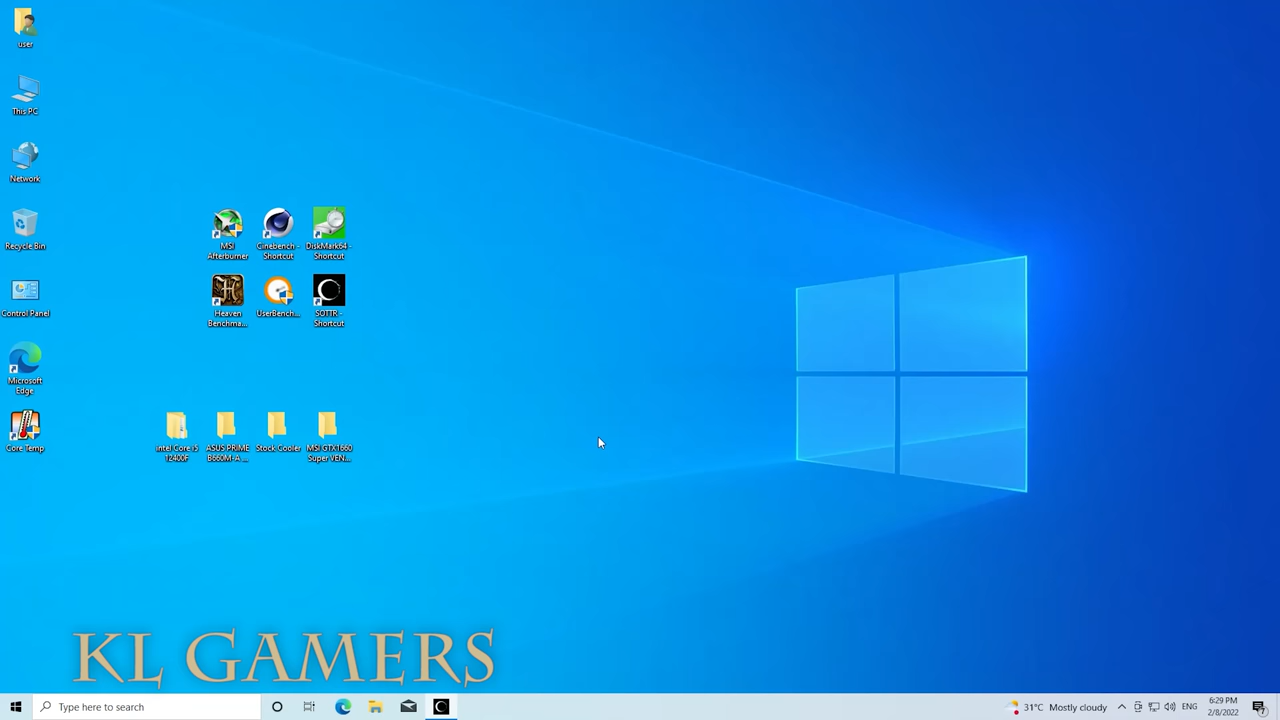 user
This PC
Network
Recycle Bin
Control Panel
Microsoft
Edge
Core Temp
MSI
Afterburner
Cinebench -
Shortcut
DiskMark64 -
Shortcut
Heaven
Benchma...
UserBench...
SOTTR -
Shortcut
Intel Core i5
12400F
ASUS PRIME
B660M-A ...
Stock Cooler
MSI GTX1660
Super VEN...
KL GAMERS
Type here to search
31°C Mostly cloudy
ENG
6:29 PM
2/8/2022
7